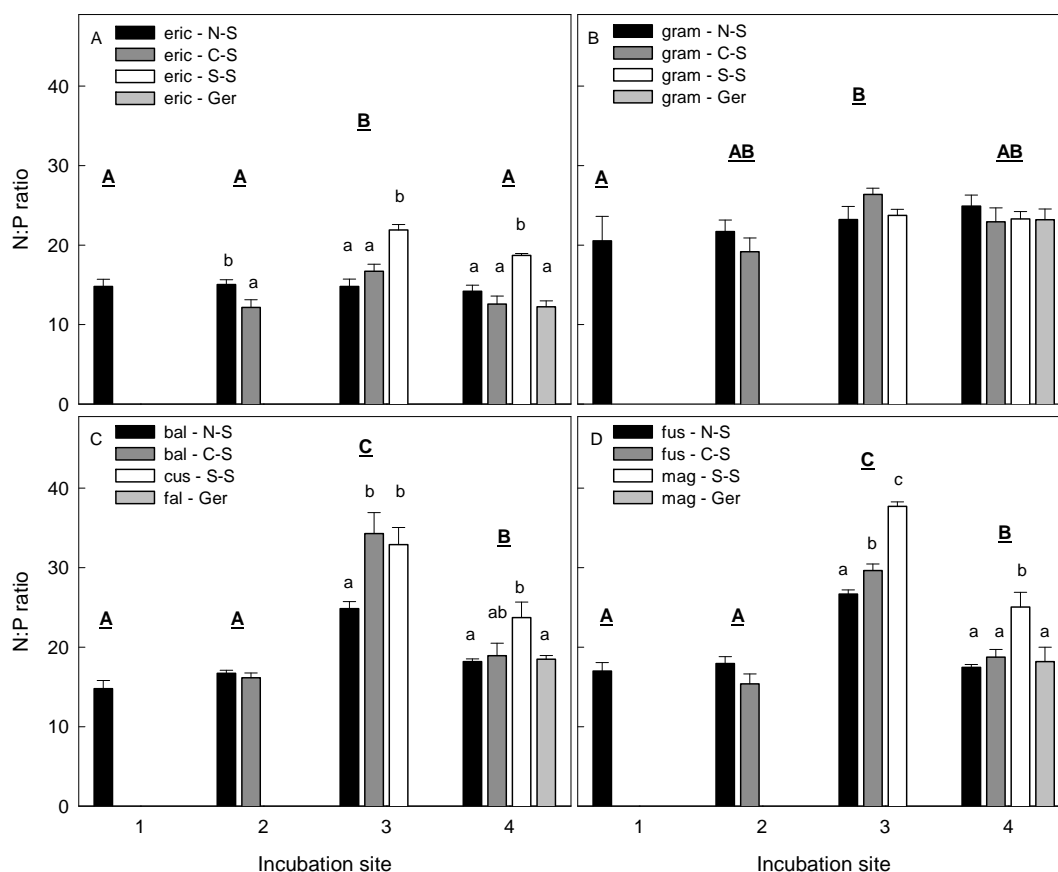 A
eric - N-S
eric - C-S
eric - S-S
eric - Ger
B
gram - N-S
gram - C-S
gram - S-S
gram - Ger
N:P ratio
40
30
20
10
0
A
A
B
A
b
a
a
a
b
a
a
b
a
A
AB
B
AB
C
bal - N-S
bal - C-S
cus - S-S
fal - Ger
D
fus - N-S
fus - C-S
mag - S-S
mag - Ger
N:P ratio
40
30
20
10
0
A
A
C
B
a
b
b
a
ab
b
a
A
A
C
B
a
b
c
a
a
b
a
1
2
3
4
1
2
3
4
Incubation site
Incubation site